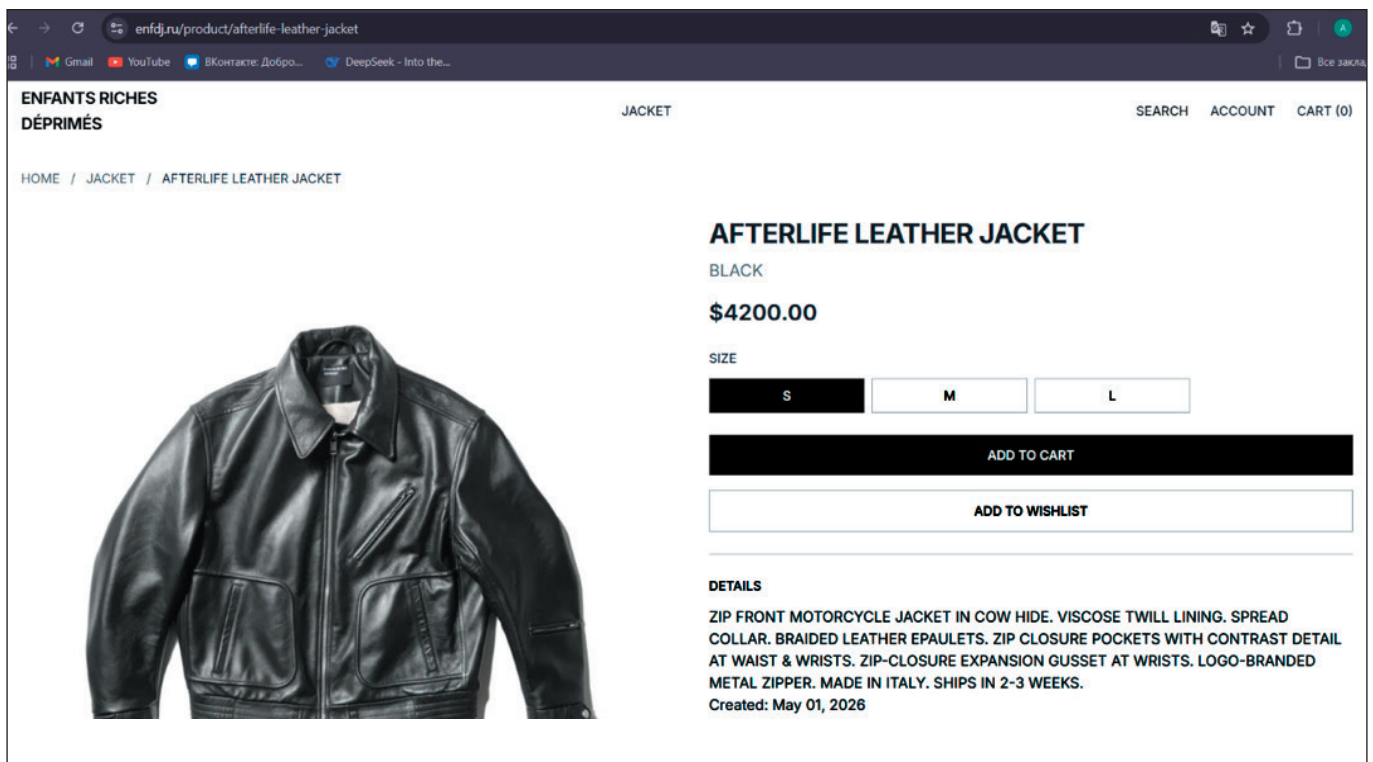 enfdj.ru/product/afterlife-leather-jacket
Gmail YouTube ВКонтакте: Добро... DeepSeek - Into the... Все закла
ENFANTS RICHES
DÉPRIMÉS
JACKET
SEARCH ACCOUNT CART (0)
HOME / JACKET / AFTERLIFE LEATHER JACKET
AFTERLIFE LEATHER JACKET
BLACK
$4200.00
SIZE
S M L
ADD TO CART
ADD TO WISHLIST
DETAILS
ZIP FRONT MOTORCYCLE JACKET IN COW HIDE. VISCOSE TWILL LINING. SPREAD
COLLAR. BRAIDED LEATHER EPAULETS. ZIP CLOSURE POCKETS WITH CONTRAST DETAIL
AT WAIST & WRISTS. ZIP-CLOSURE EXPANSION GUSSET AT WRISTS. LOGO-BRANDED
METAL ZIPPER. MADE IN ITALY. SHIPS IN 2-3 WEEKS.
Created: May 01, 2026